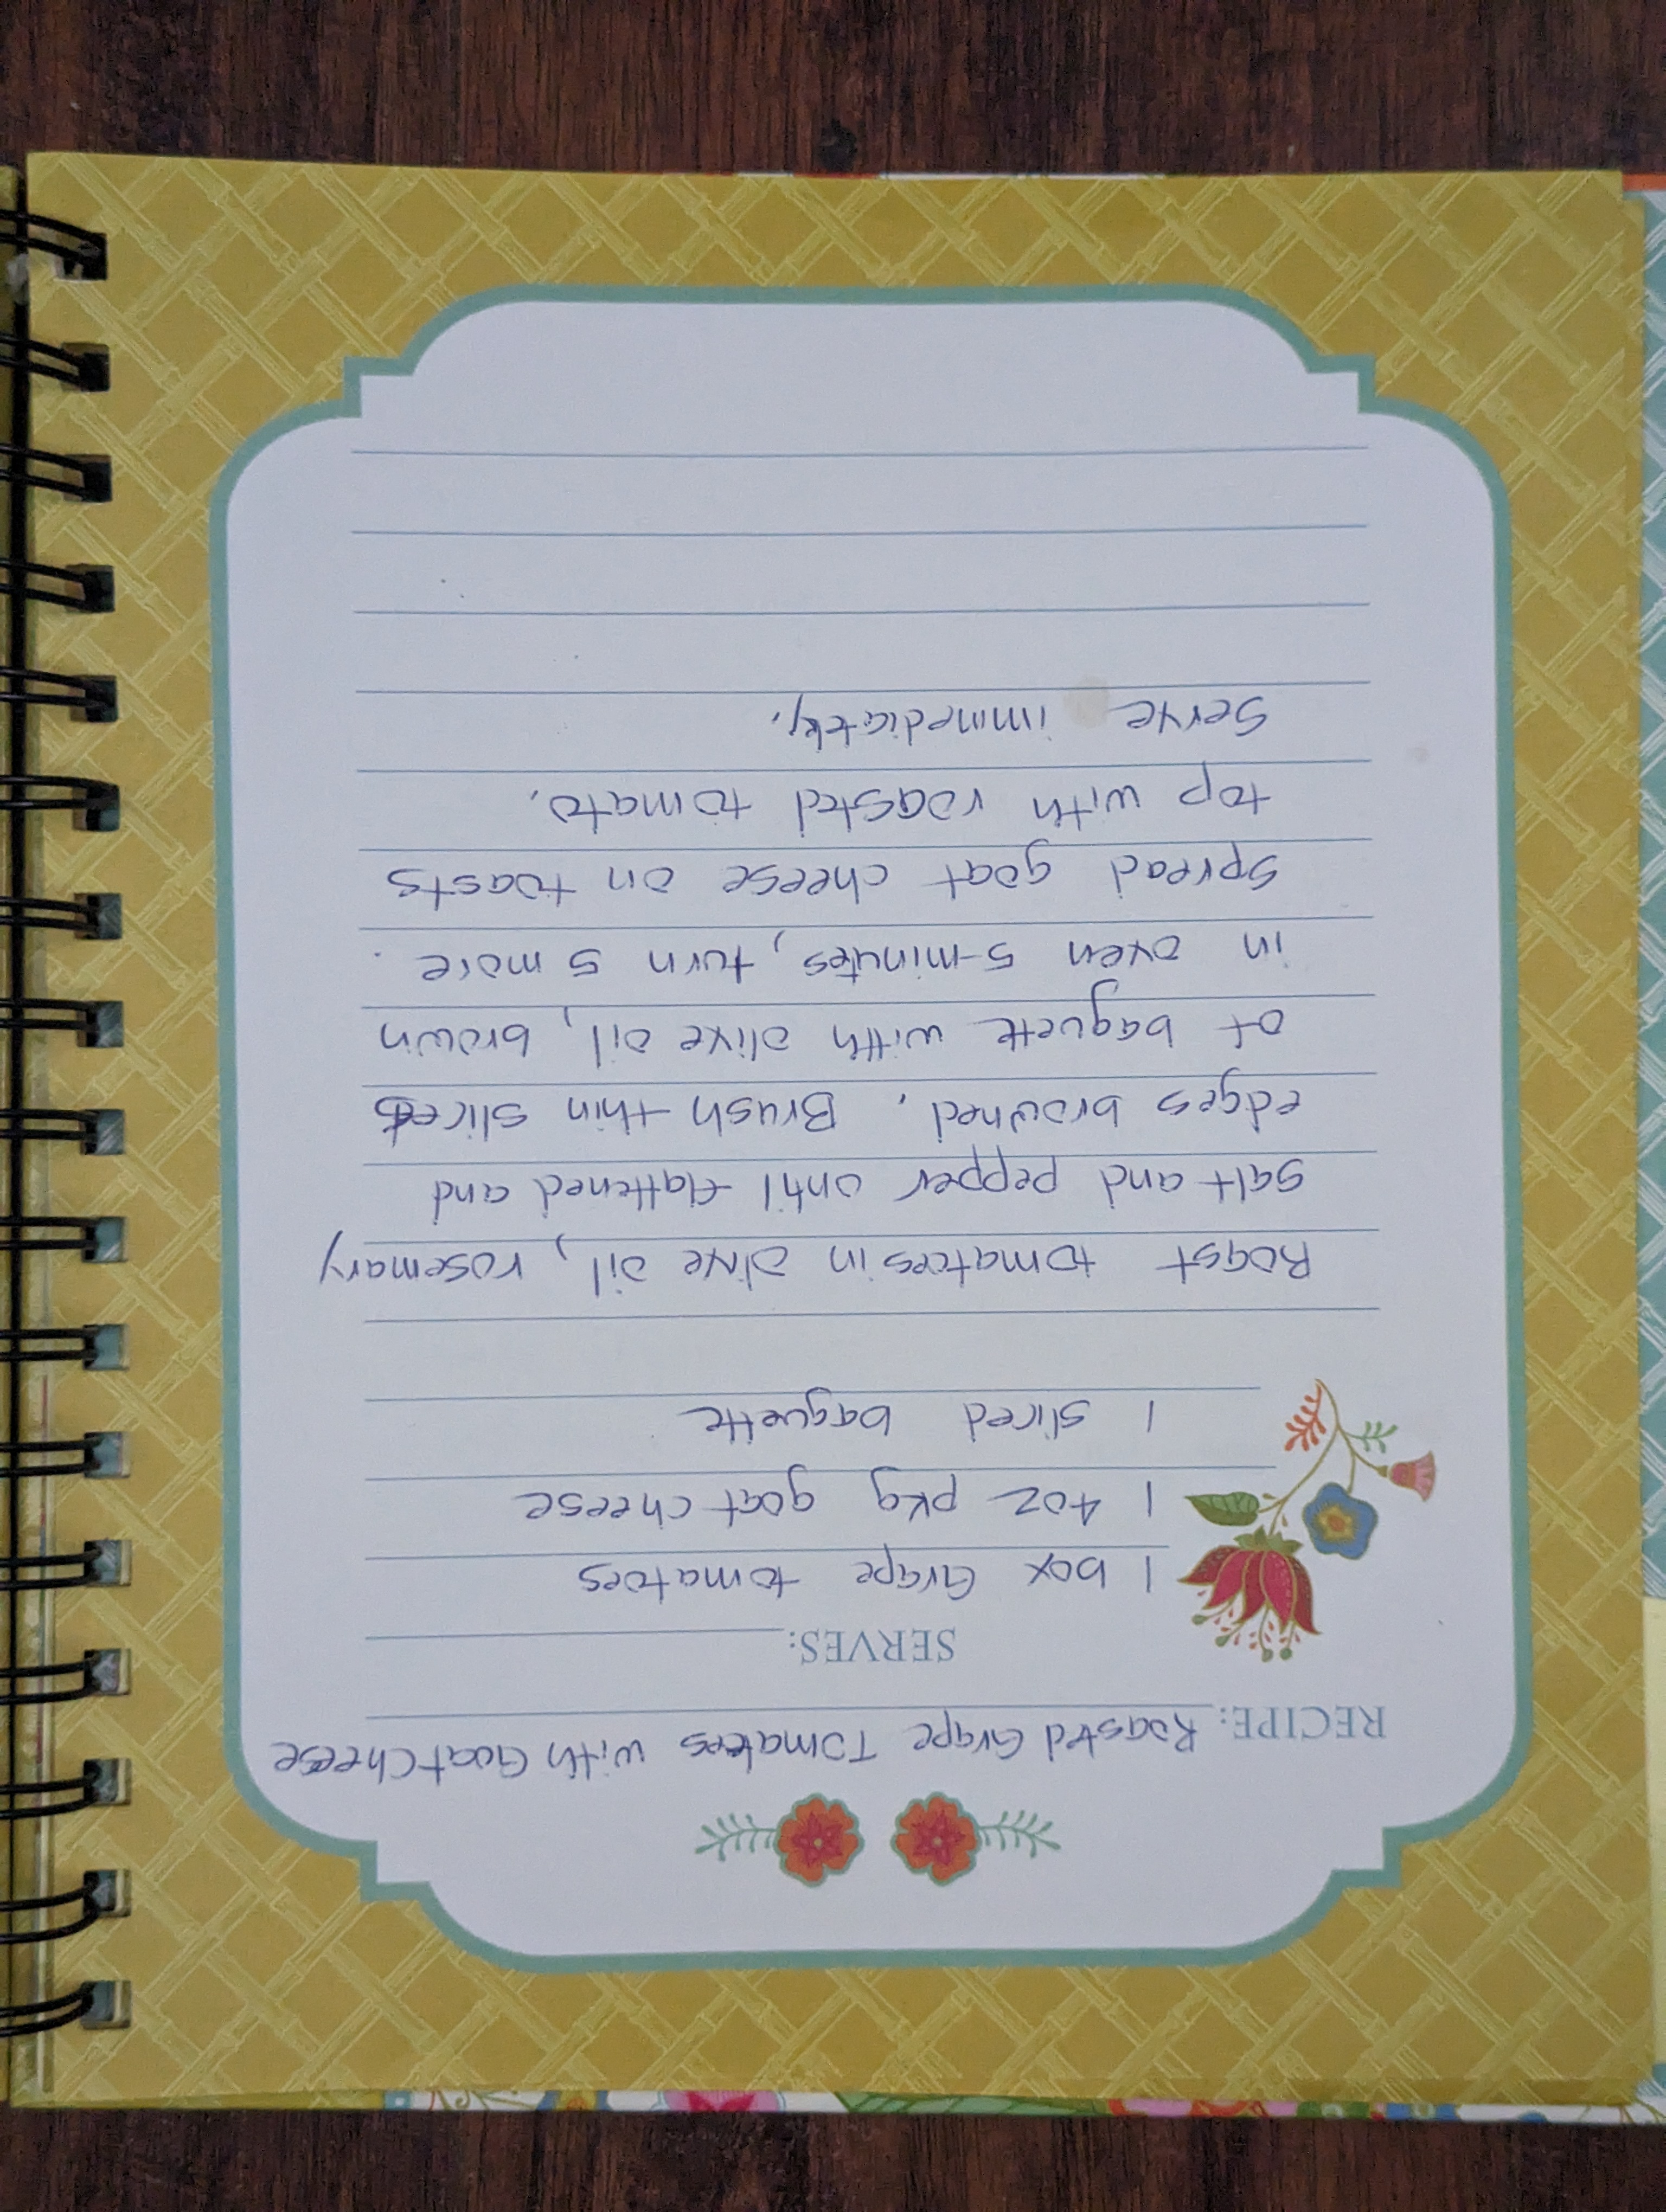 RECIPE: Roasted Grape Tomatoes with Goat Cheese
SERVES:
1 box Grape tomatoes
1 4oz pkg goat cheese
1 sliced baguette
Roast tomatoes in olive oil, rosemary
salt and pepper until flattened and
edges browned. Brush thin slices
of baguette with olive oil, brown
in oven 5-minutes, turn 5 more.
Spread goat cheese on toasts
top with roasted tomato.
Serve immediately.